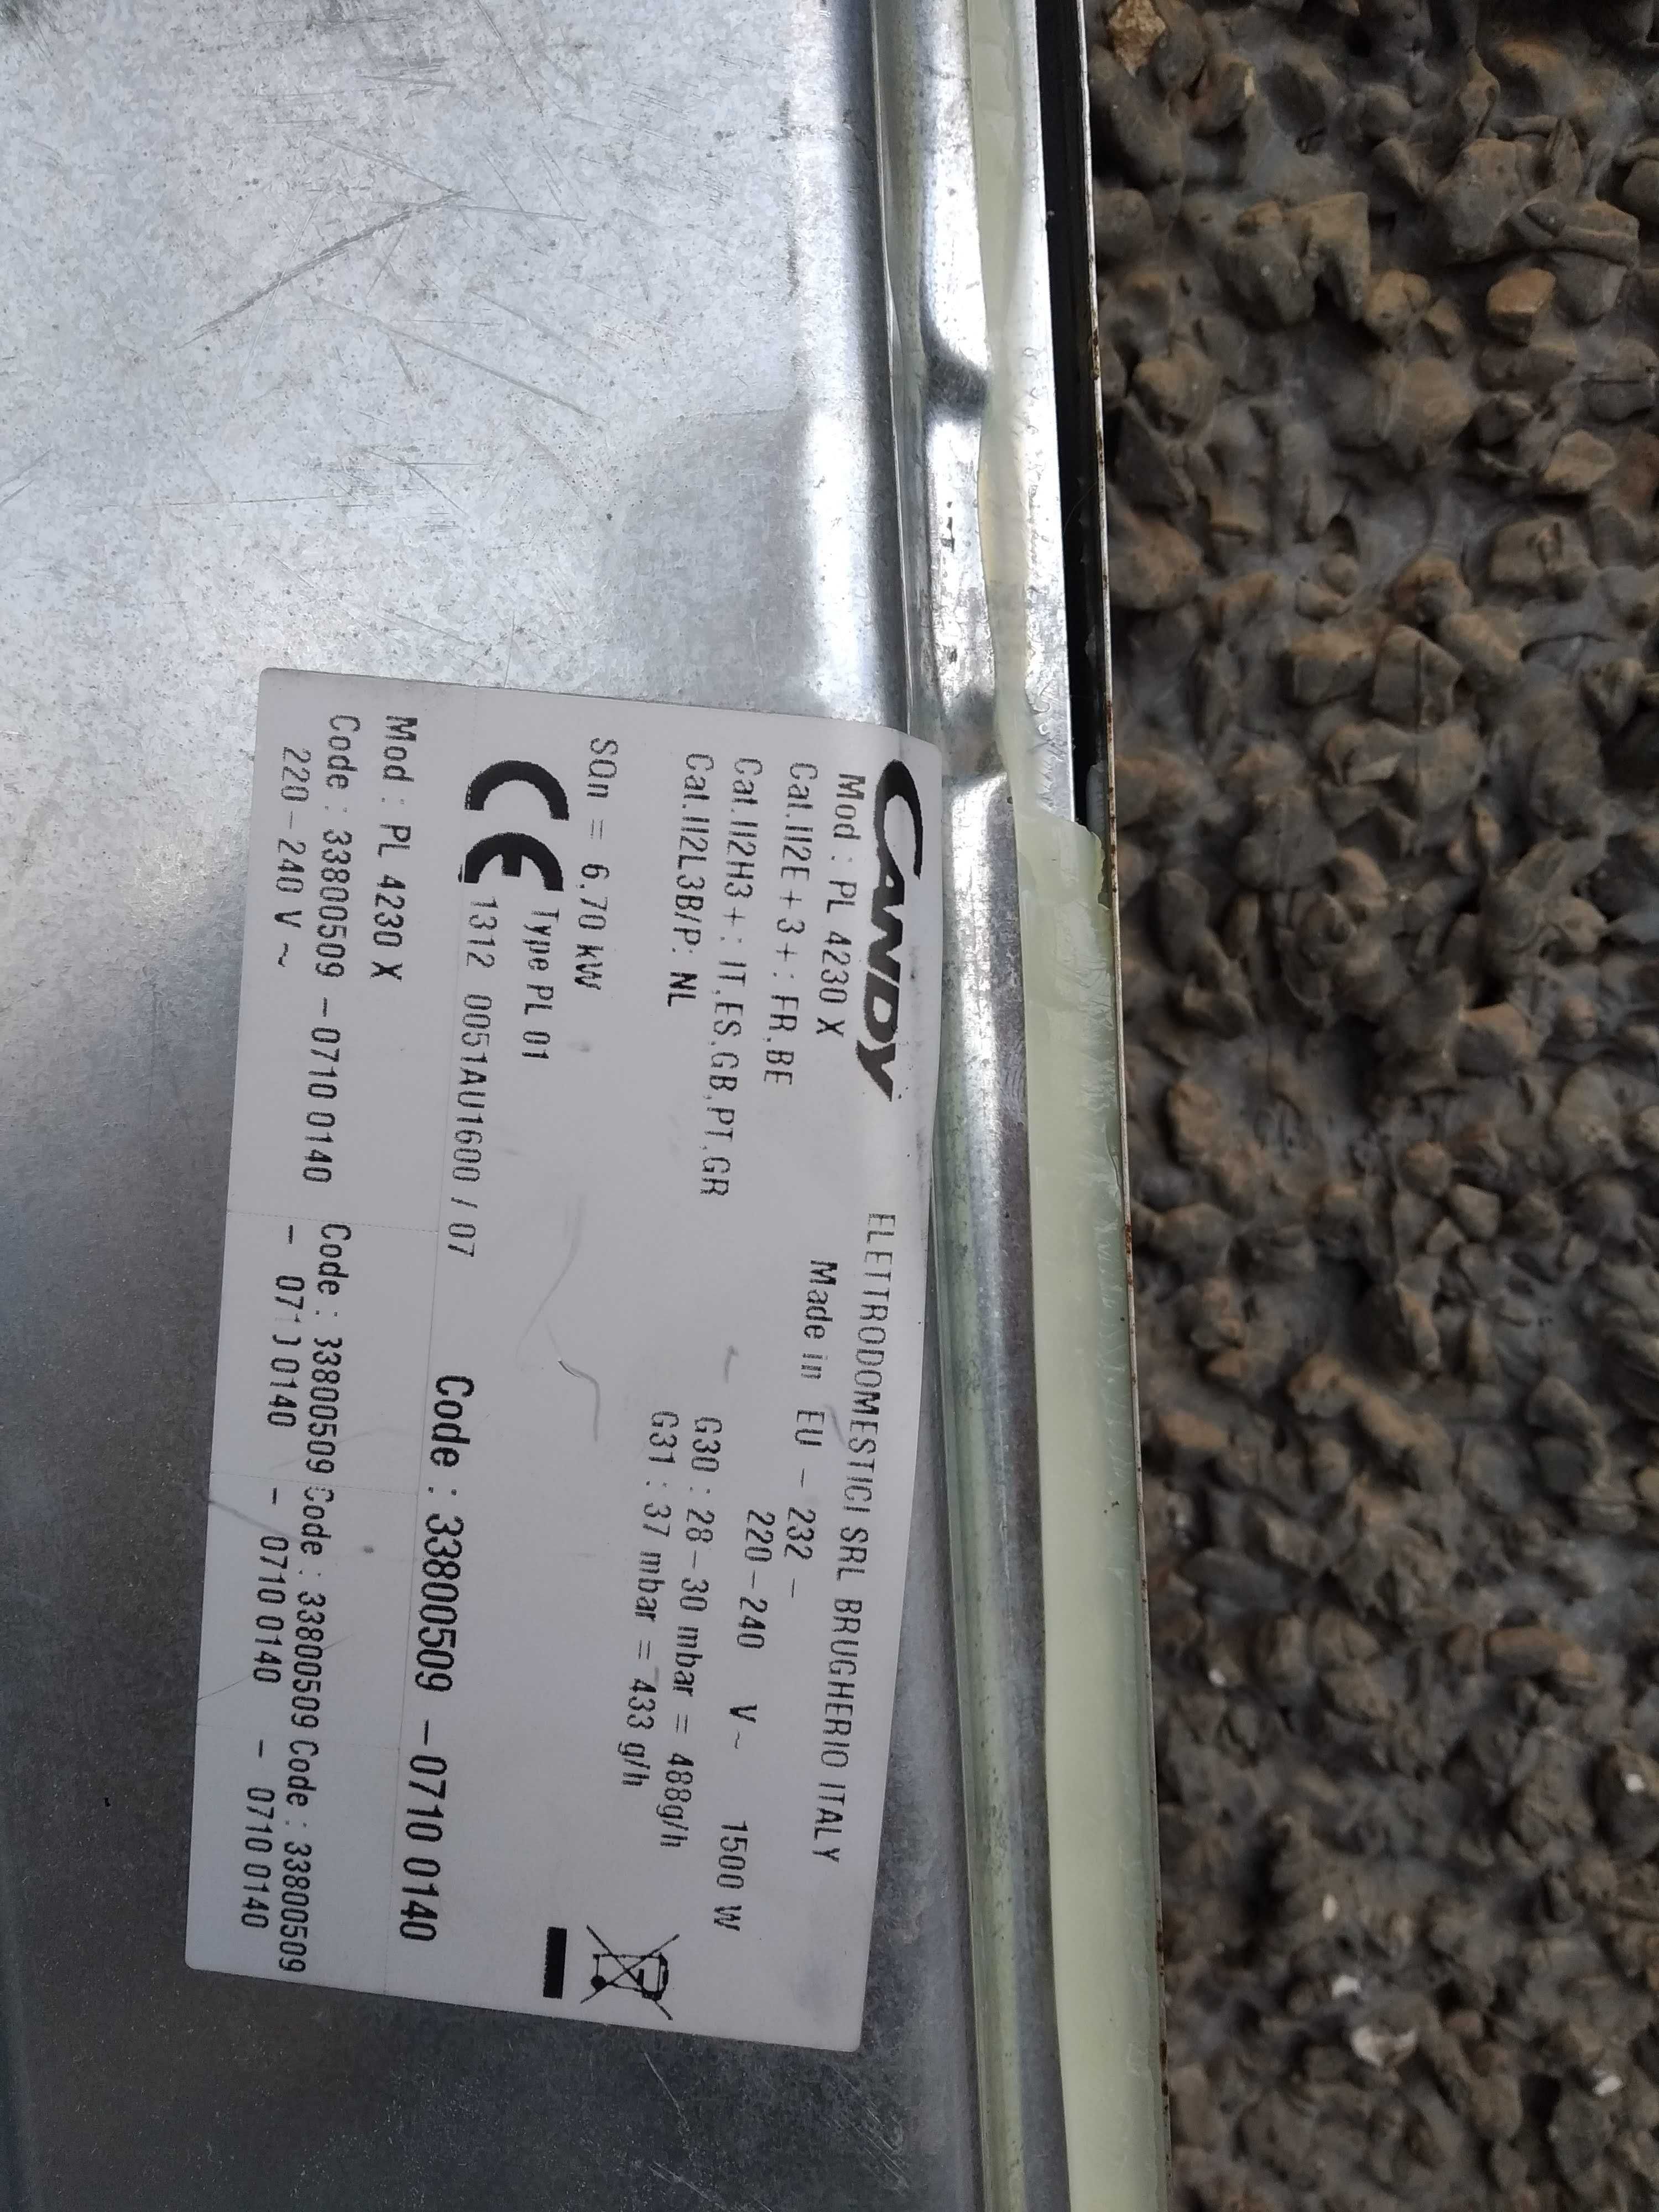 CANDY
ELETTRODOMESTICI SRL BRUGHERIO ITALY
Mod : PL 4230 X
Made in EU - 232 -
Cat.II2E+3+: FR,BE
220-240 V~ 1500 W
Cat.II2H3+: IT,ES,GB,PT,GR
G30 : 28-30 mbar = 488g/h
Cat.II2L3B/P: NL
G31 : 37 mbar = 433 g/h
SQn = 6,70 kW
Type PL 01
CE 1312 0051AU1600 / 07
Code : 33800509 -0710 0140
Mod : PL 4230 X
Code : 33800509 -0710 0140 Code : 33800509 Code : 33800509 Code : 33800509
220-240 V ~ - 0710 0140 - 0710 0140 - 0710 0140